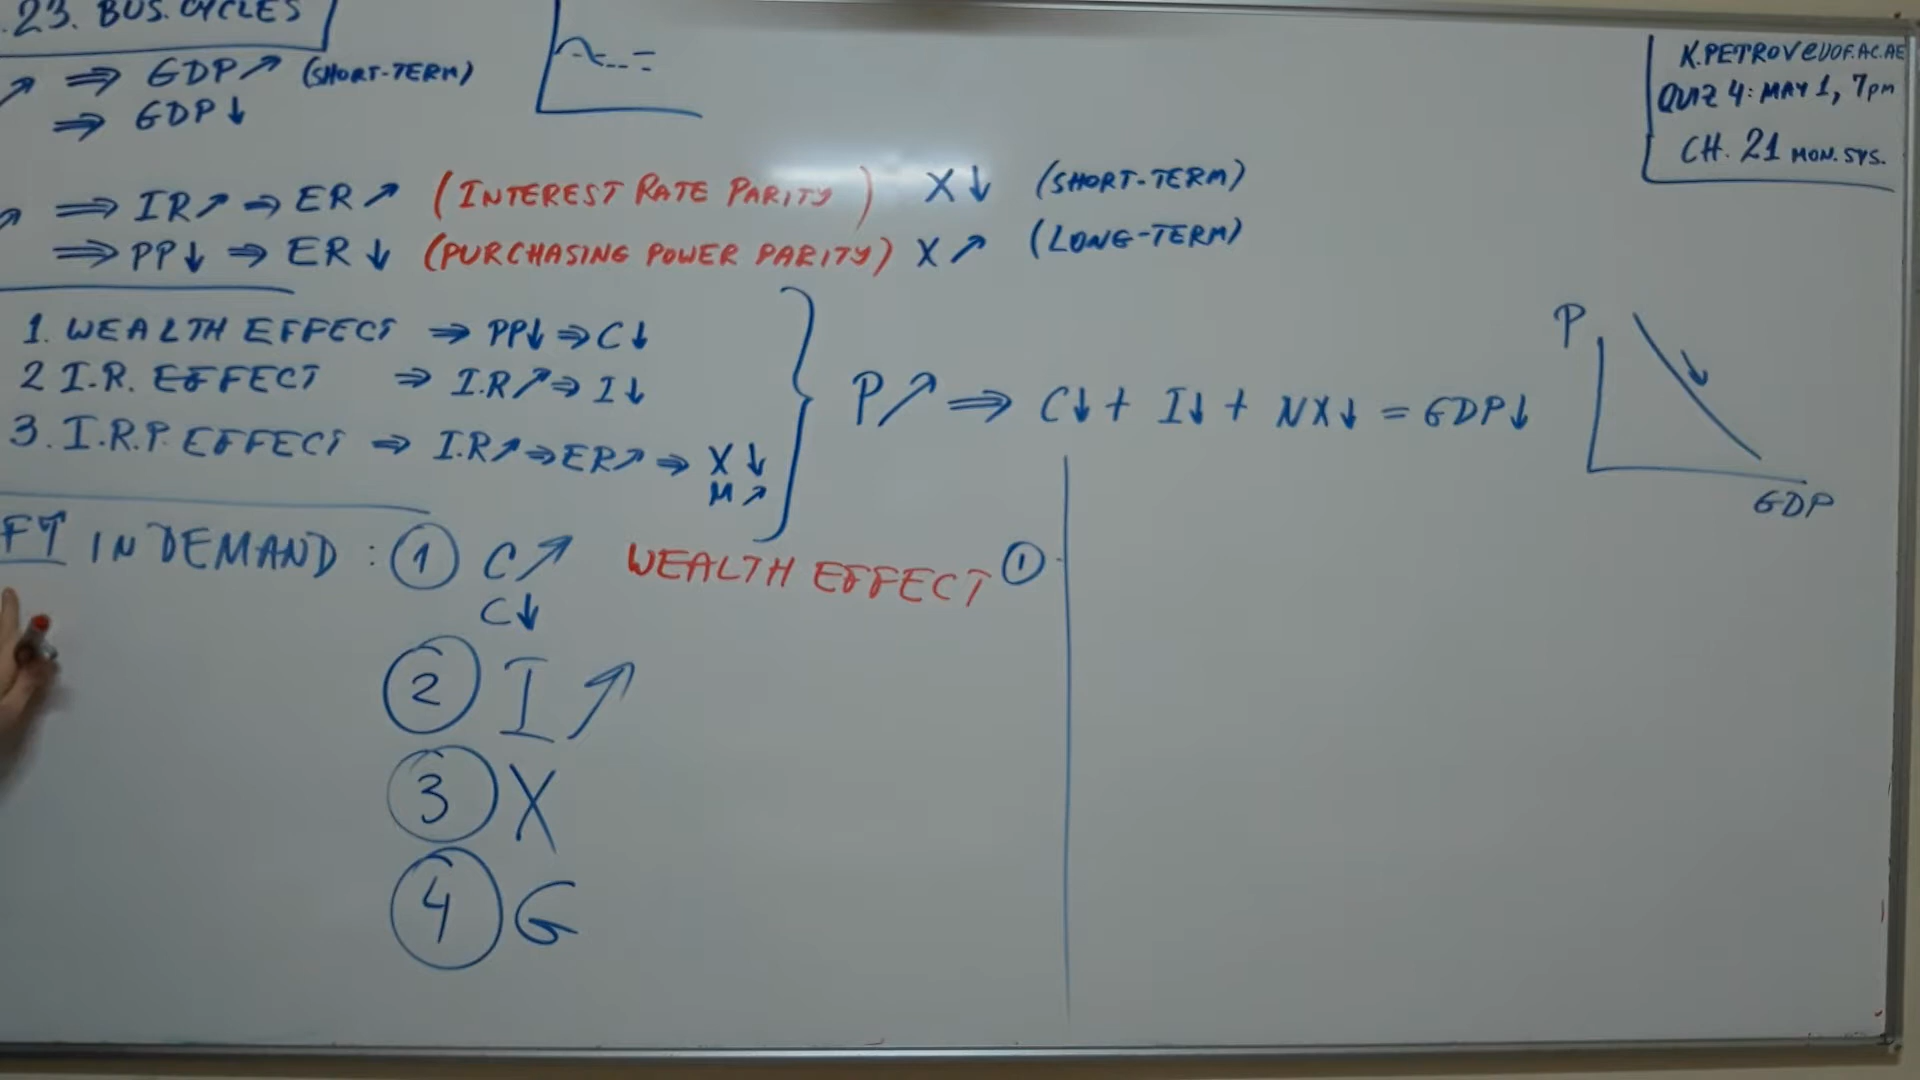 .23. BUS. CYCLES
↗ ⇒ GDP↗ (SHORT-TERM)
⇒ GDP↓
↗ ⇒ IR↗ ⇒ ER↗ (INTEREST RATE PARITY) X↓ (SHORT-TERM)
⇒ PP↓ ⇒ ER↓ (PURCHASING POWER PARITY) X↗ (LONG-TERM)
1. WEALTH EFFECT ⇒ PP↓ ⇒ C↓
2 I.R. EFFECT ⇒ I.R↗ ⇒ I↓
3. I.R.P. EFFECT ⇒ I.R↗ ⇒ ER↗ ⇒ X↓
M↗
P↗ ⇒ C↓ + I↓ + NX↓ = GDP↓
P
GDP
FT IN DEMAND: ① C↗ WEALTH EFFECT ①
C↓
② I↗
③ X
④ G
K.PETROV@UOF.AC.AE
QUIZ 4: MAY 1, 7pm
CH. 21 MON. SYS.